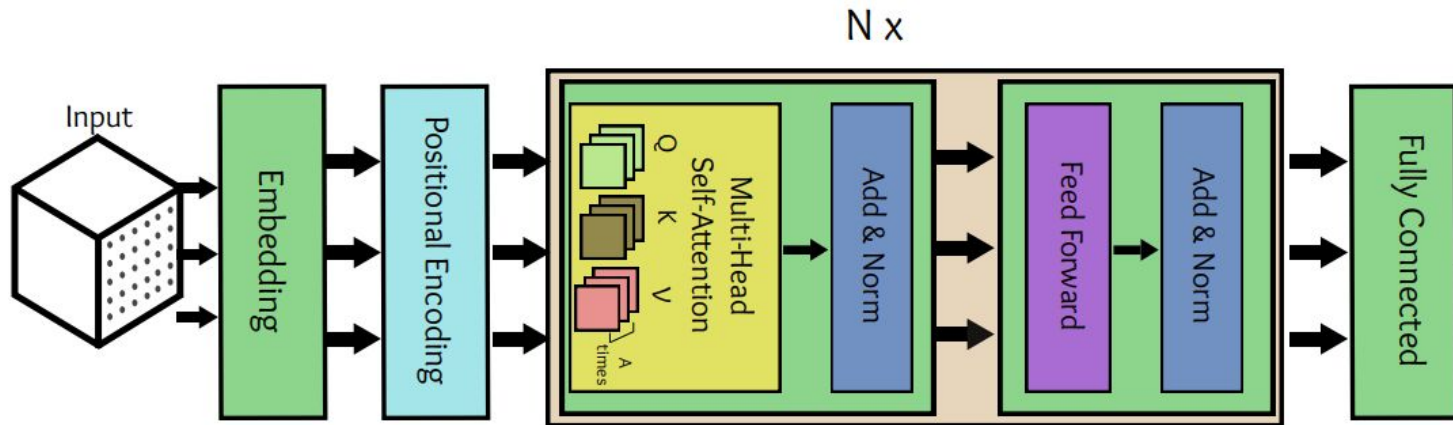 N x
Input
Embedding
Positional Encoding
Q
K
V
A
times
Multi-Head
Self-Attention
Add & Norm
Feed Forward
Add & Norm
Fully Connected